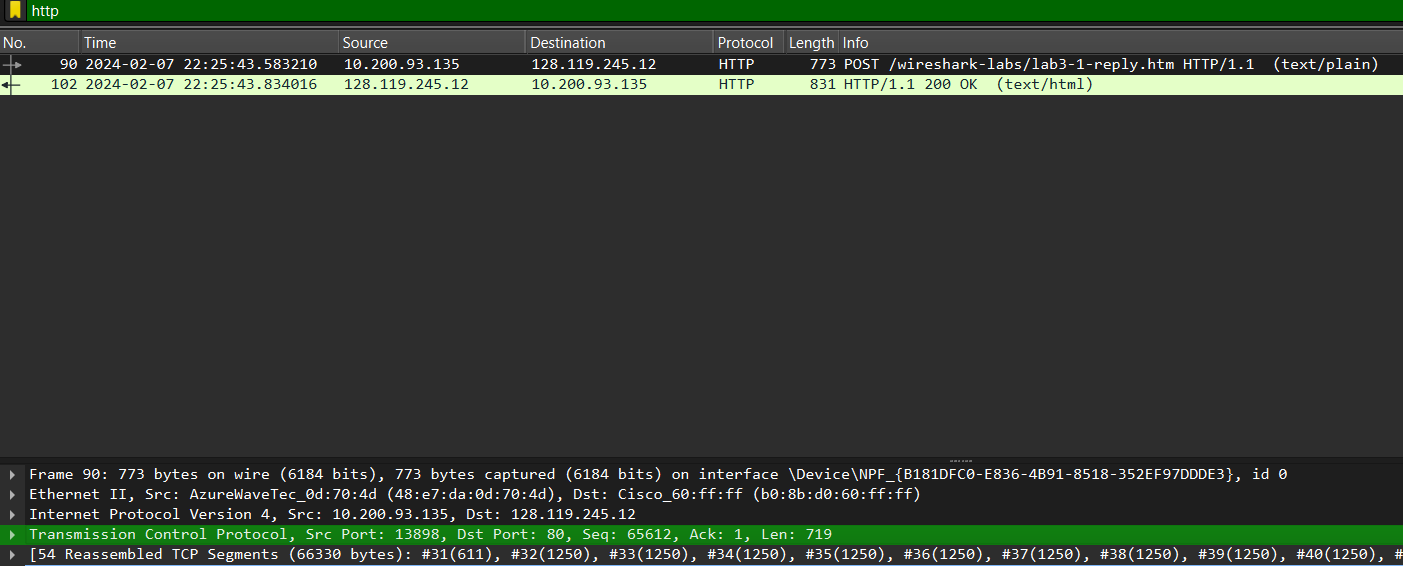 http
No. Time Source Destination Protocol Length Info
90 2024-02-07 22:25:43.583210 10.200.93.135 128.119.245.12 HTTP 773 POST /wireshark-labs/lab3-1-reply.htm HTTP/1.1 (text/plain)
102 2024-02-07 22:25:43.834016 128.119.245.12 10.200.93.135 HTTP 831 HTTP/1.1 200 OK (text/html)
Frame 90: 773 bytes on wire (6184 bits), 773 bytes captured (6184 bits) on interface \Device\NPF_{B181DFC0-E836-4B91-8518-352EF97DDDE3}, id 0
Ethernet II, Src: AzureWaveTec_0d:70:4d (48:e7:da:0d:70:4d), Dst: Cisco_60:ff:ff (b0:8b:d0:60:ff:ff)
Internet Protocol Version 4, Src: 10.200.93.135, Dst: 128.119.245.12
Transmission Control Protocol, Src Port: 13898, Dst Port: 80, Seq: 65612, Ack: 1, Len: 719
[54 Reassembled TCP Segments (66330 bytes): #31(611), #32(1250), #33(1250), #34(1250), #35(1250), #36(1250), #37(1250), #38(1250), #39(1250), #40(1250), #